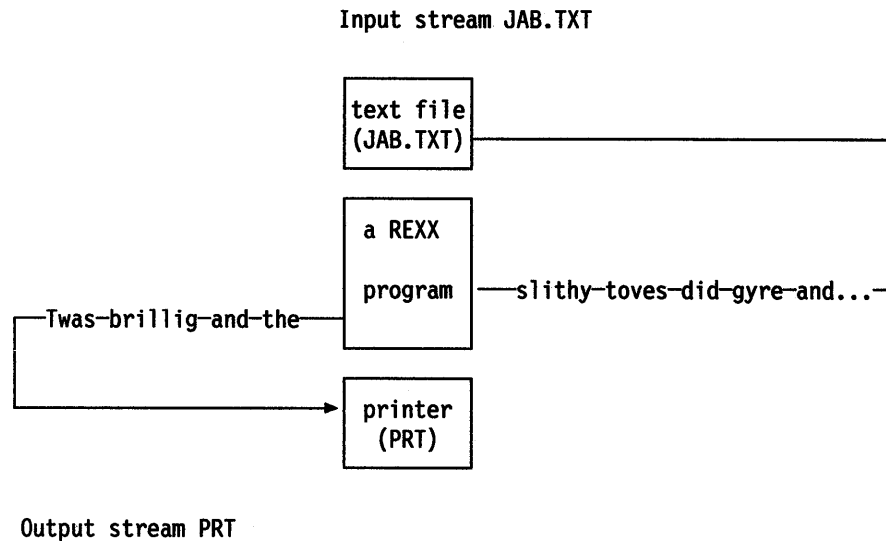 Input stream JAB.TXT
text file
(JAB.TXT)
a REXX
program
slithy-toves-did-gyre-and...
Twas-brillig-and-the
printer
(PRT)
Output stream PRT